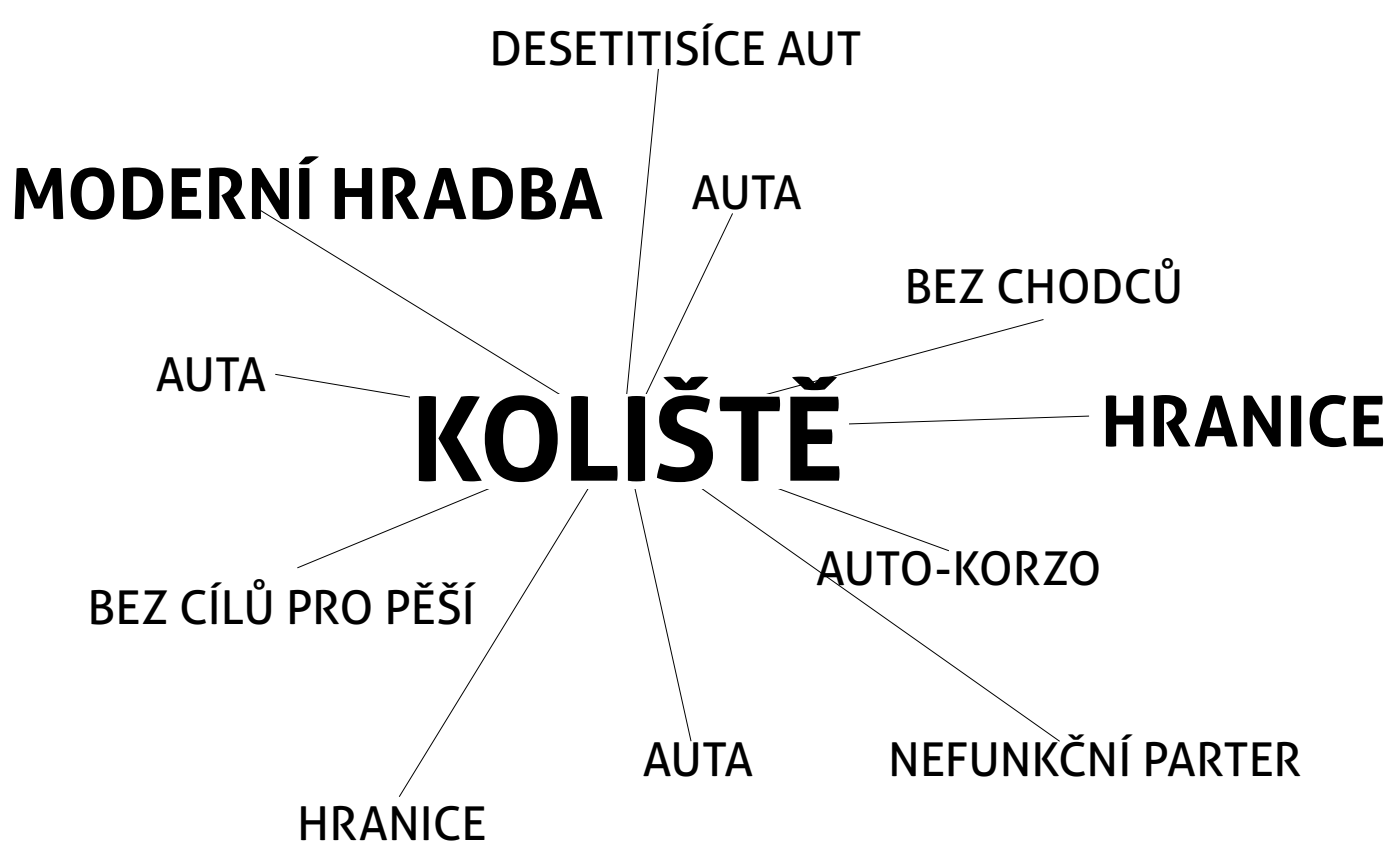 DESETITISÍCE AUT
MODERNÍ HRADBA
AUTA
BEZ CHODCŮ
AUTA
KOLIŠTĚ
HRANICE
AUTO-KORZO
BEZ CÍLŮ PRO PĚŠÍ
AUTA
NEFUNKČNÍ PARTER
HRANICE